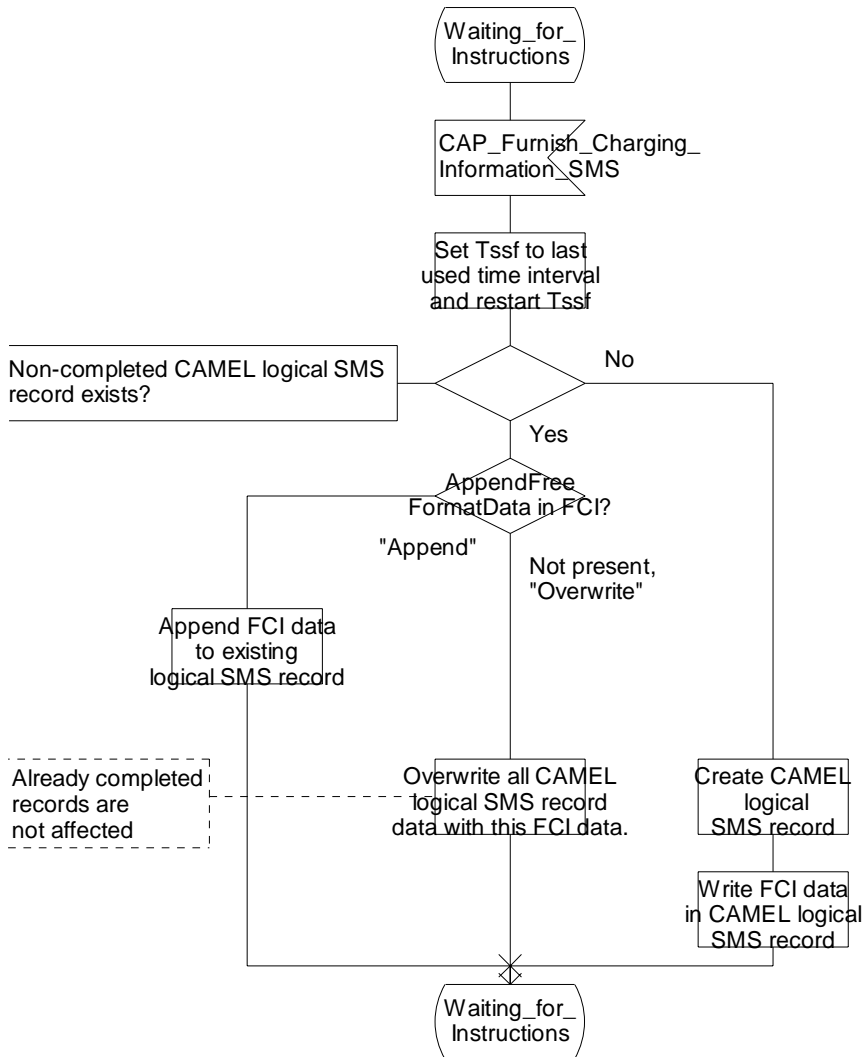 Waiting_for_
Instructions
CAP_Furnish_Charging_
Information_SMS
Set Tssf to last
used time interval
and restart Tssf
Non-completed CAMEL logical SMS
record exists?
No
Yes
AppendFree
FormatData in FCI?
"Append"
Not present,
"Overwrite"
Append FCI data
to existing
logical SMS record
Already completed
records are
not affected
Overwrite all CAMEL
logical SMS record
data with this FCI data.
Create CAMEL
logical
SMS record
Write FCI data
in CAMEL logical
SMS record
Waiting_for_
Instructions